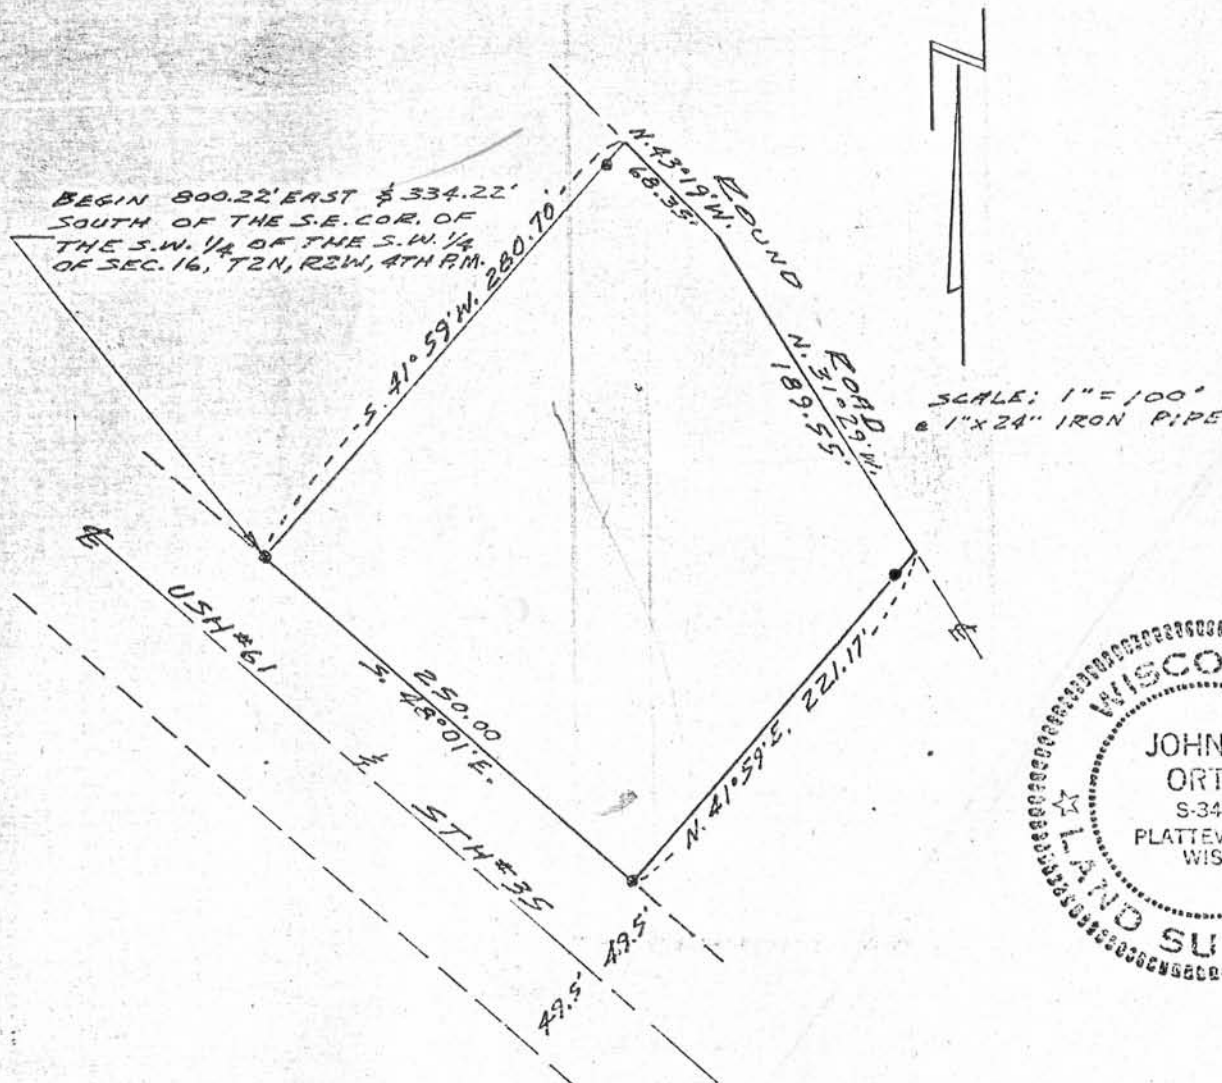 BEGIN 800.22' EAST & 334.22'
SOUTH OF THE S.E. COR. OF
THE S.W. 1/4 OF THE S.W. 1/4
OF SEC. 16, T2N, R2W, 4TH P.M.
N. 43°19'W.
68.35'
ROUND
ROAD
N. 31°29'W.
189.55'
S. 41°59'W. 280.70'
SCALE: 1" = 100'
1" x 24" IRON PIPE
USH #61
&
STH #35
250.00
S. 48°01'E.
N. 41°59'E. 221.17'
49.5'
49.5'
WISCO
JOHN
ORT
S-34
PLATTEV
WIS
LAND SU